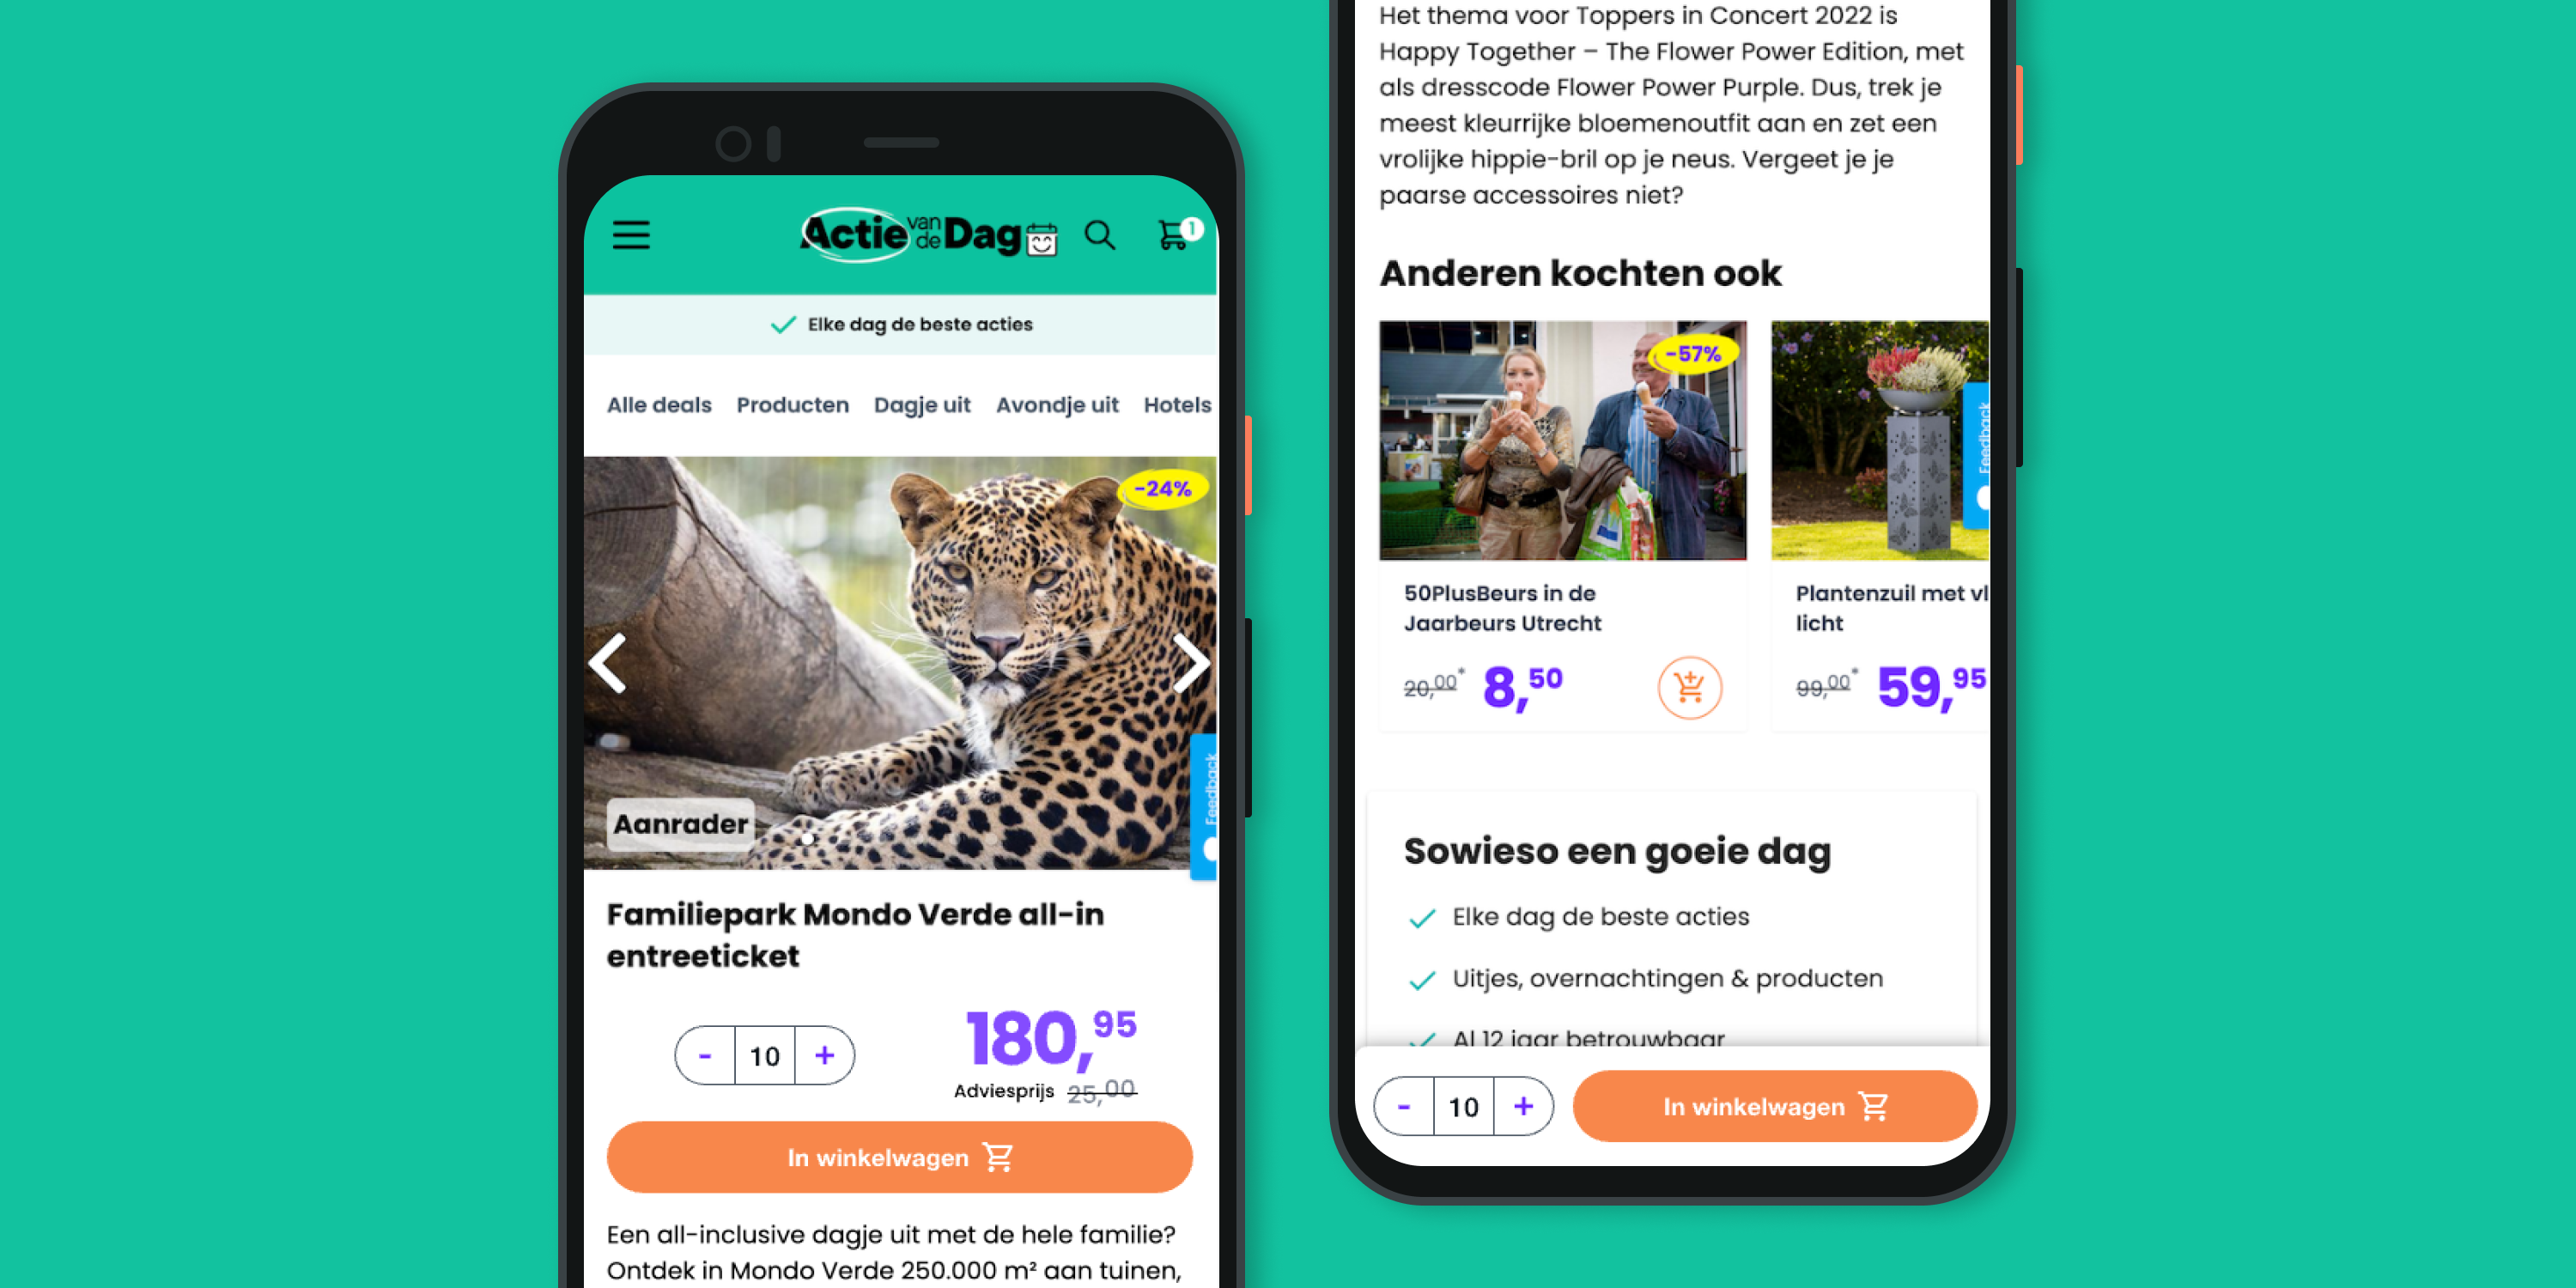 Actie van de Dag
1
Elke dag de beste acties
Alle deals Producten Dagje uit Avondje uit Hotels
-24%
Feedback
Aanrader
Familiepark Mondo Verde all-in
entreeticket
- 10 +
180,95
Adviesprijs 25,00
In winkelwagen
Een all-inclusive dagje uit met de hele familie?
Ontdek in Mondo Verde 250.000 m² aan tuinen,
Het thema voor Toppers in Concert 2022 is
Happy Together – The Flower Power Edition, met
als dresscode Flower Power Purple. Dus, trek je
meest kleurrijke bloemenoutfit aan en zet een
vrolijke hippie-bril op je neus. Vergeet je je
paarse accessoires niet?
Anderen kochten ook
-57%
Feedback
50PlusBeurs in de
Jaarbeurs Utrecht
20,00* 8,50
Plantenzuil met vl
licht
99,00* 59,95
Sowieso een goeie dag
Elke dag de beste acties
Uitjes, overnachtingen & producten
Al 12 jaar betrouwbaar
- 10 +
In winkelwagen